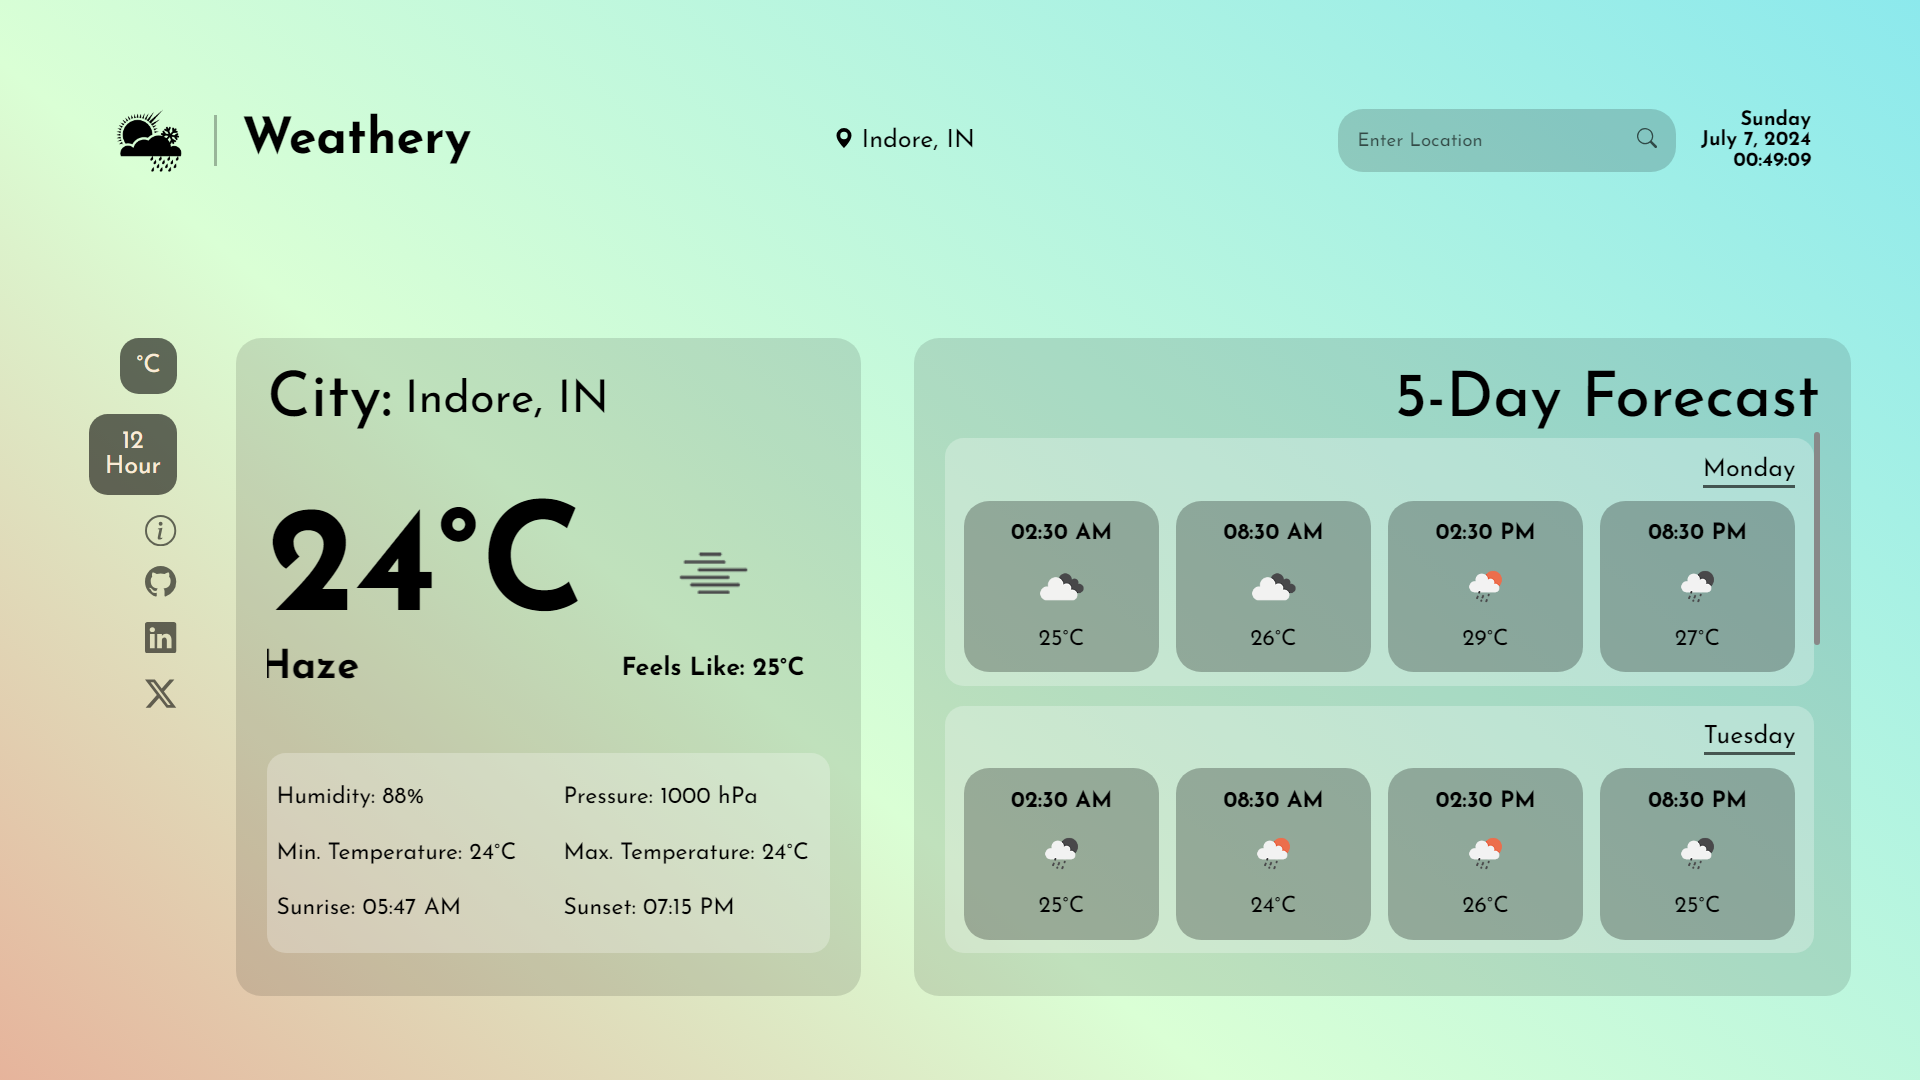 Weathery
Indore, IN
Enter Location
Sunday
July 7, 2024
00:49:09
°C
12
Hour
City: Indore, IN
24°C
Haze
Feels Like: 25°C
Humidity: 88%
Pressure: 1000 hPa
Min. Temperature: 24°C
Max. Temperature: 24°C
Sunrise: 05:47 AM
Sunset: 07:15 PM
5-Day Forecast
Monday
02:30 AM
08:30 AM
02:30 PM
08:30 PM
25°C
26°C
29°C
27°C
Tuesday
02:30 AM
08:30 AM
02:30 PM
08:30 PM
25°C
24°C
26°C
25°C